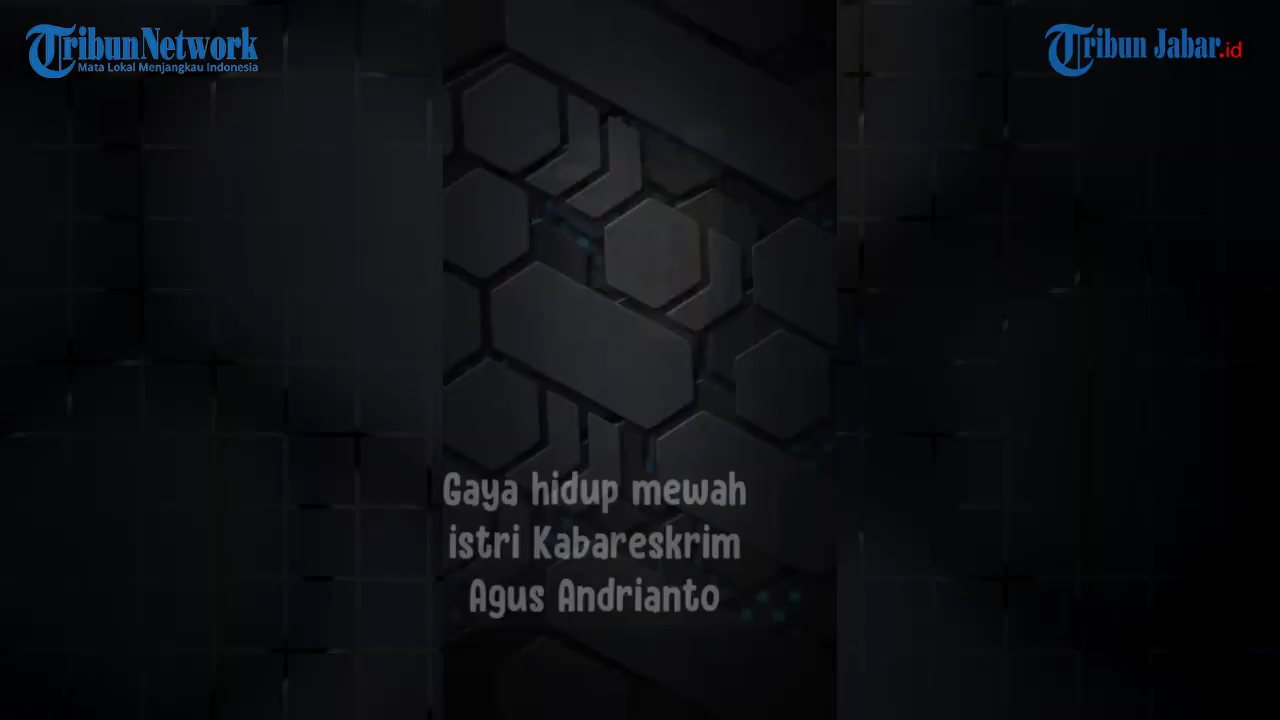 TribunNetwork
Mata Lokal Menjangkau Indonesia
Tribun Jabar.id
Gaya hidup mewah
istri Kabareskrim
Agus Andrianto